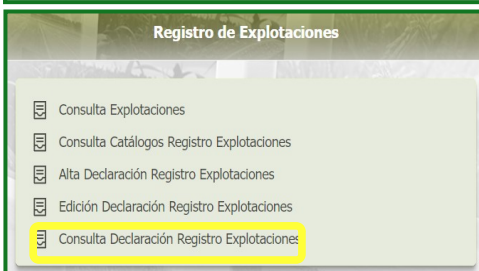 Registro de Explotaciones
Consulta Explotaciones
Consulta Catálogos Registro Explotaciones
Alta Declaración Registro Explotaciones
Edición Declaración Registro Explotaciones
Consulta Declaración Registro Explotaciones